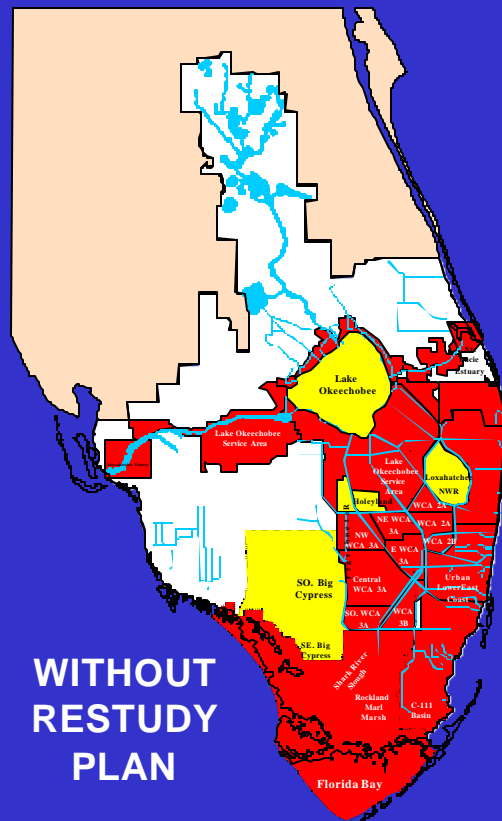 Lake
Okeechobee
Estuary
Lake Okeechobee
Service Area
Lake
Okeechobee
Service
Area
Loxahatchee
NWR
Holeyland
WCA 2A
NE WCA
3A
WCA 2A
NW
WCA 3A
WCA 2B
E WCA
3A
SO. Big
Cypress
Central
WCA 3A
Urban
LowerEast
Coast
SO. WCA
3A
WCA
3B
SE. Big
Cypress
Shark River
Slough
Rockland
Marl
Marsh
C-111
Basin
WITHOUT
RESTUDY
PLAN
Florida Bay